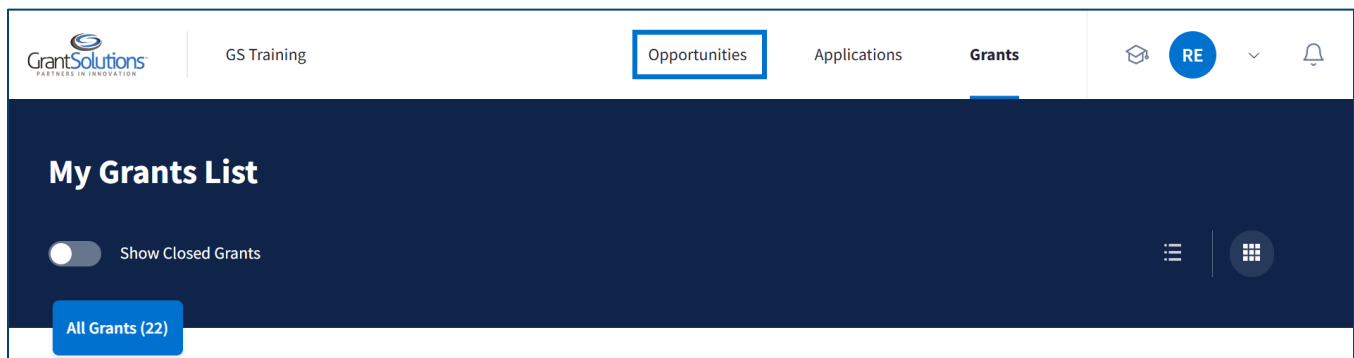 GrantSolutions
PARTNERS IN INNOVATION
GS Training
Opportunities
Applications
Grants
RE
My Grants List
Show Closed Grants
All Grants (22)